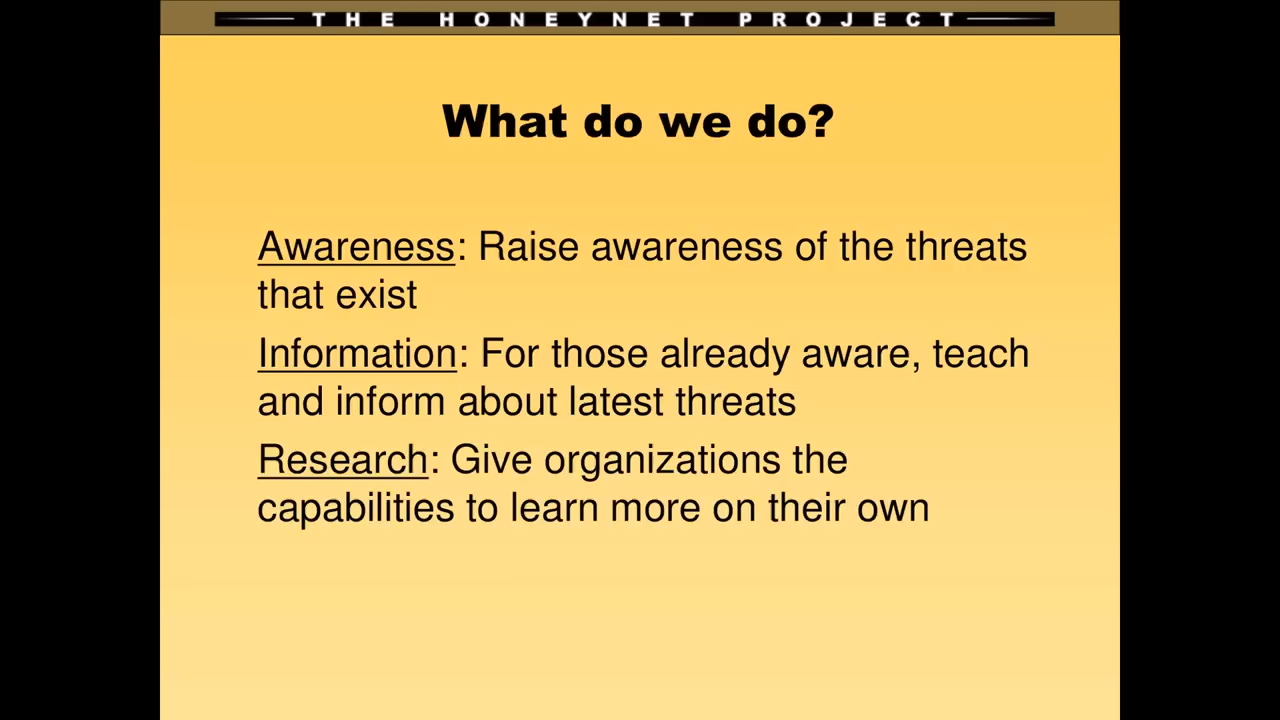 THE HONEYNET PROJECT
What do we do?
Awareness: Raise awareness of the threats
that exist
Information: For those already aware, teach
and inform about latest threats
Research: Give organizations the
capabilities to learn more on their own